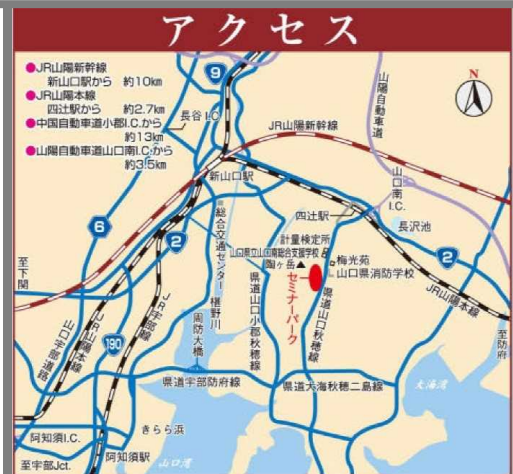 アクセス
●JR山陽新幹線
新山口駅から 約10km
●JR山陽本線
四辻駅から 約2.7km
●中国自動車道小郡I.C.から
約13km
●山陽自動車道山口南I.C.から
約3.5km
9
長谷 I.C
JR山陽新幹線
山陽自動車道
N
新山口駅
山口南I.C.
四辻駅
長沢池
6
2
2
総合交通センター
計量検定所
山口県立山口南総合支援学校
陶ヶ岳▲
梅光苑
山口県消防学校
セミナーパーク
至下関
JR山陽本線
山口宇部道路
JR宇部線
190
周防大橋
椹野川
県道山口小郡秋穂線
県道山口秋穂線
JR山陽本線
至防府
県道宇部防府線
県道大海秋穂二島線
大海湾
きらら浜
阿知須I.C.
阿知須駅
至宇部Jct.
山口湾